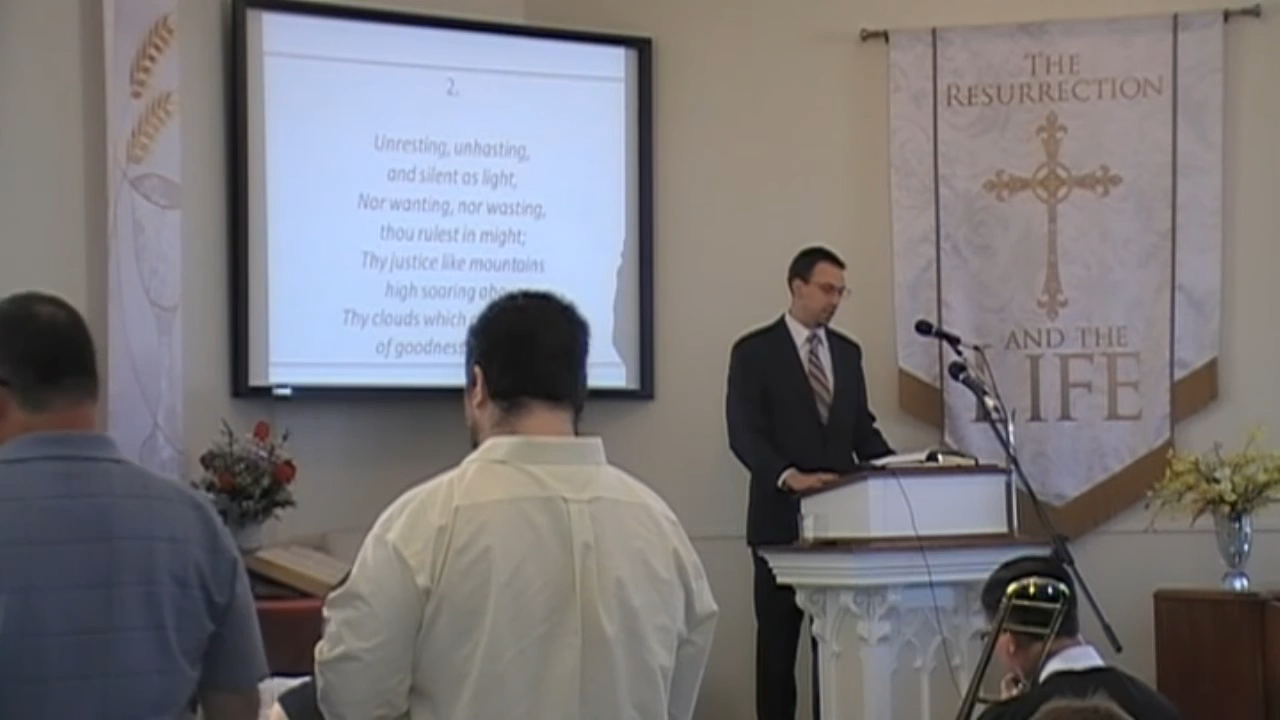 2.
Unresting, unhasting,
and silent as light,
Nor wanting, nor wasting,
thou rulest in might;
Thy justice like mountains
high soaring
Thy clouds which
of goodness
THE
RESURRECTION
AND THE
LIFE